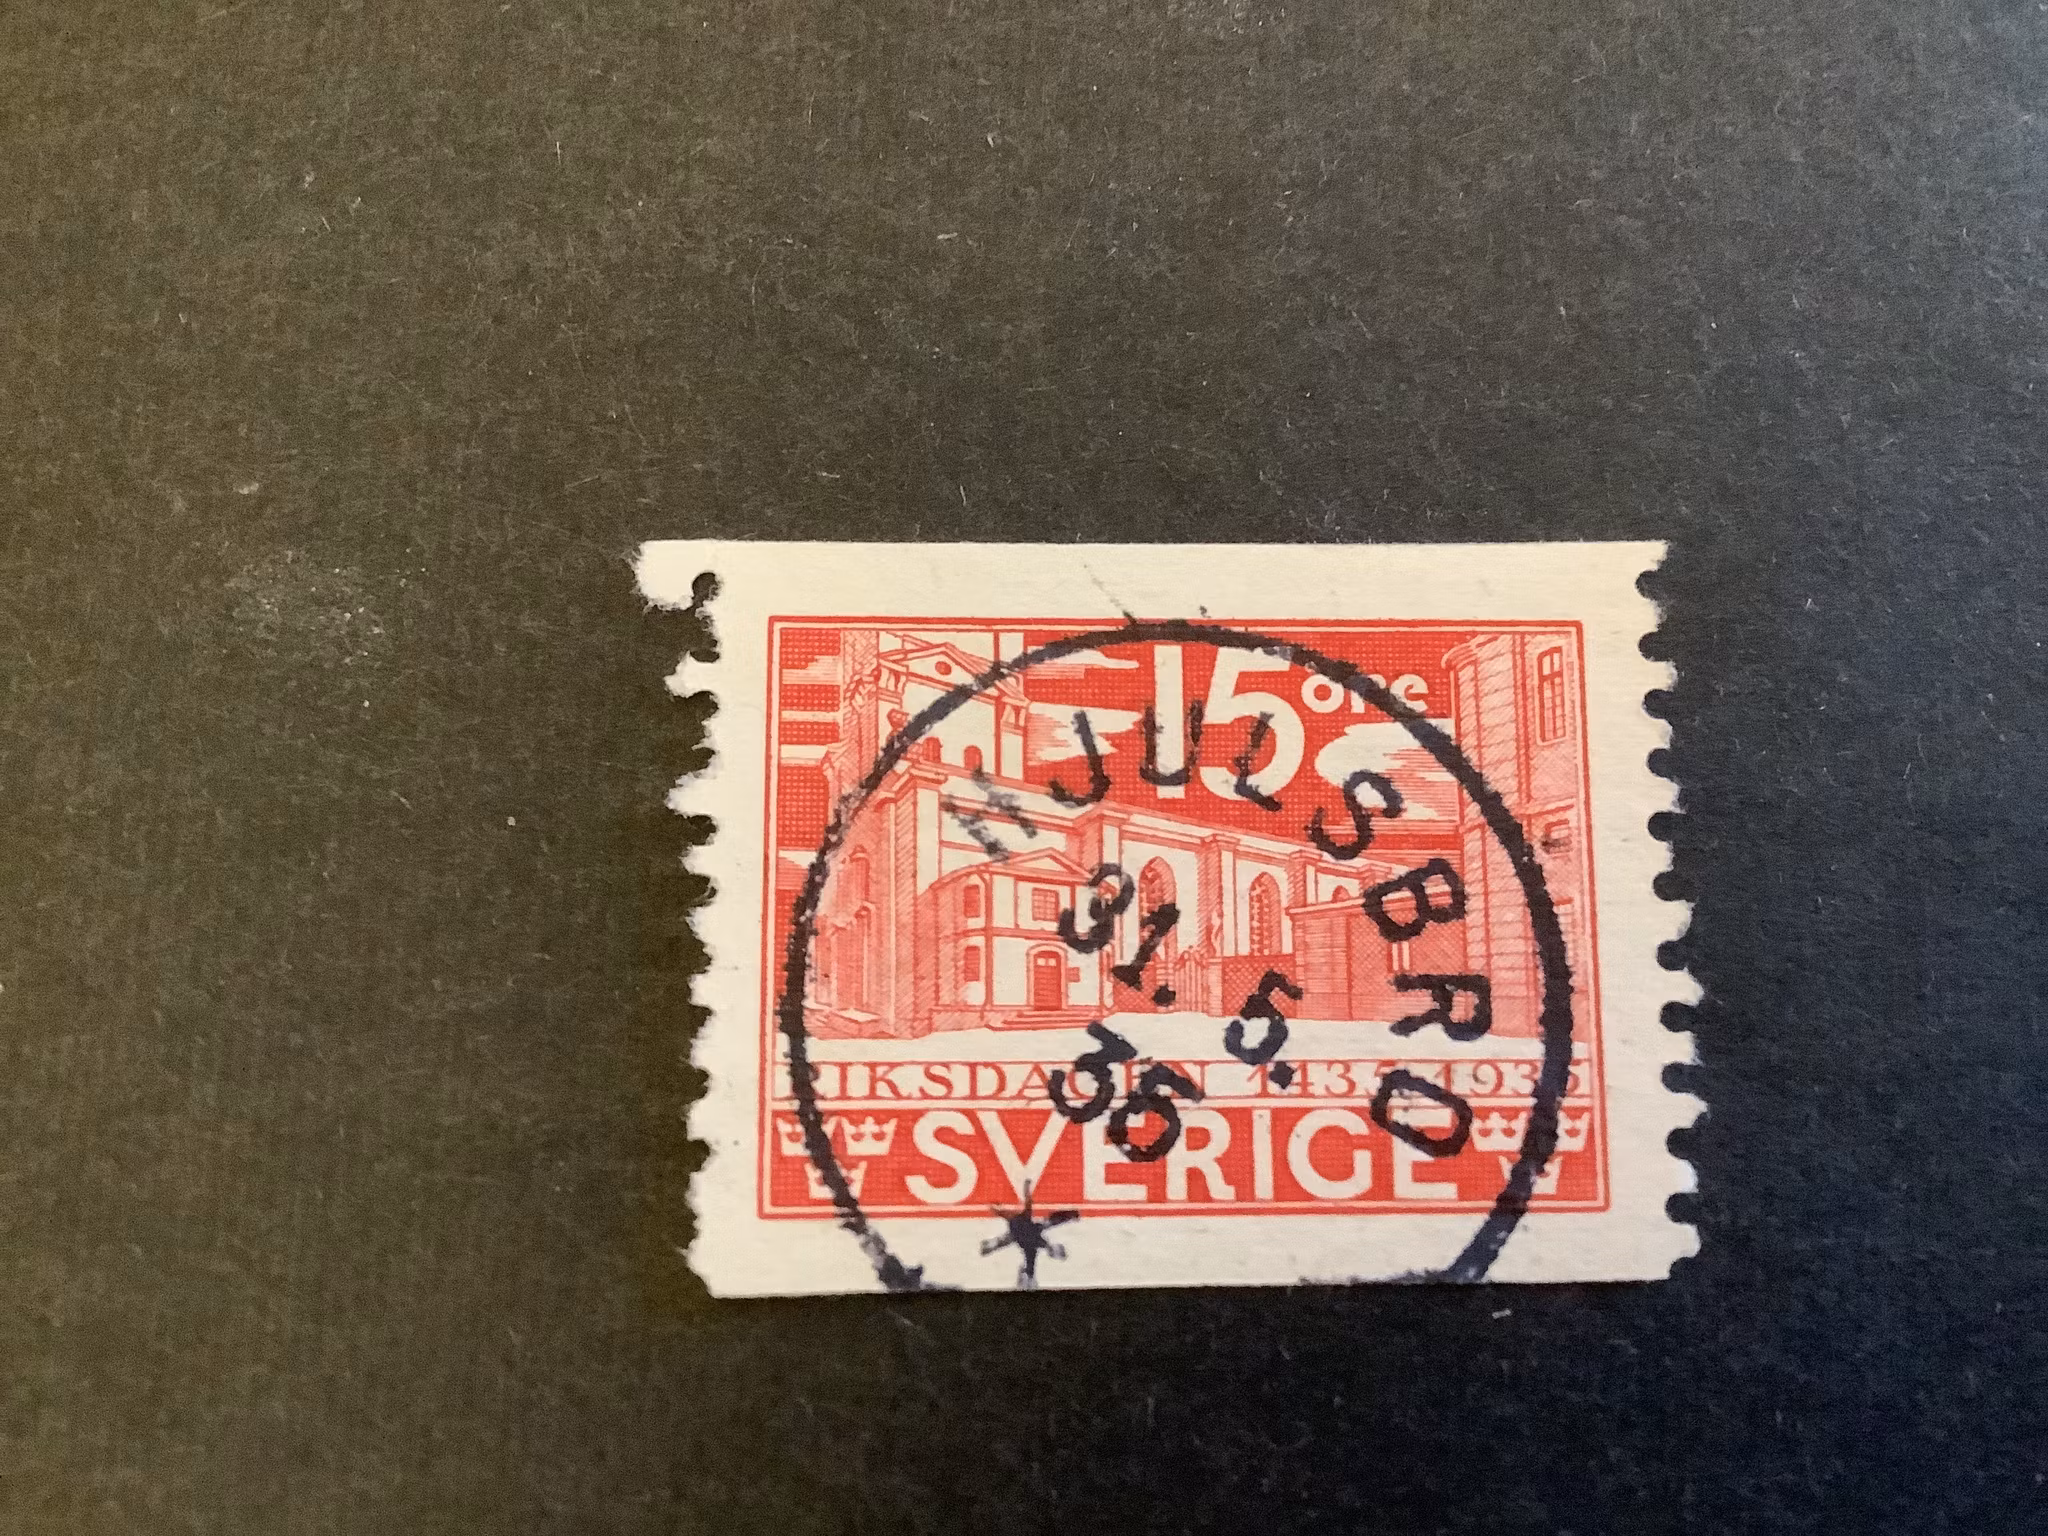 15 öre
RIKSDAGEN 1435 1935
SVERIGE
HJULSBRO
31. 5.
36